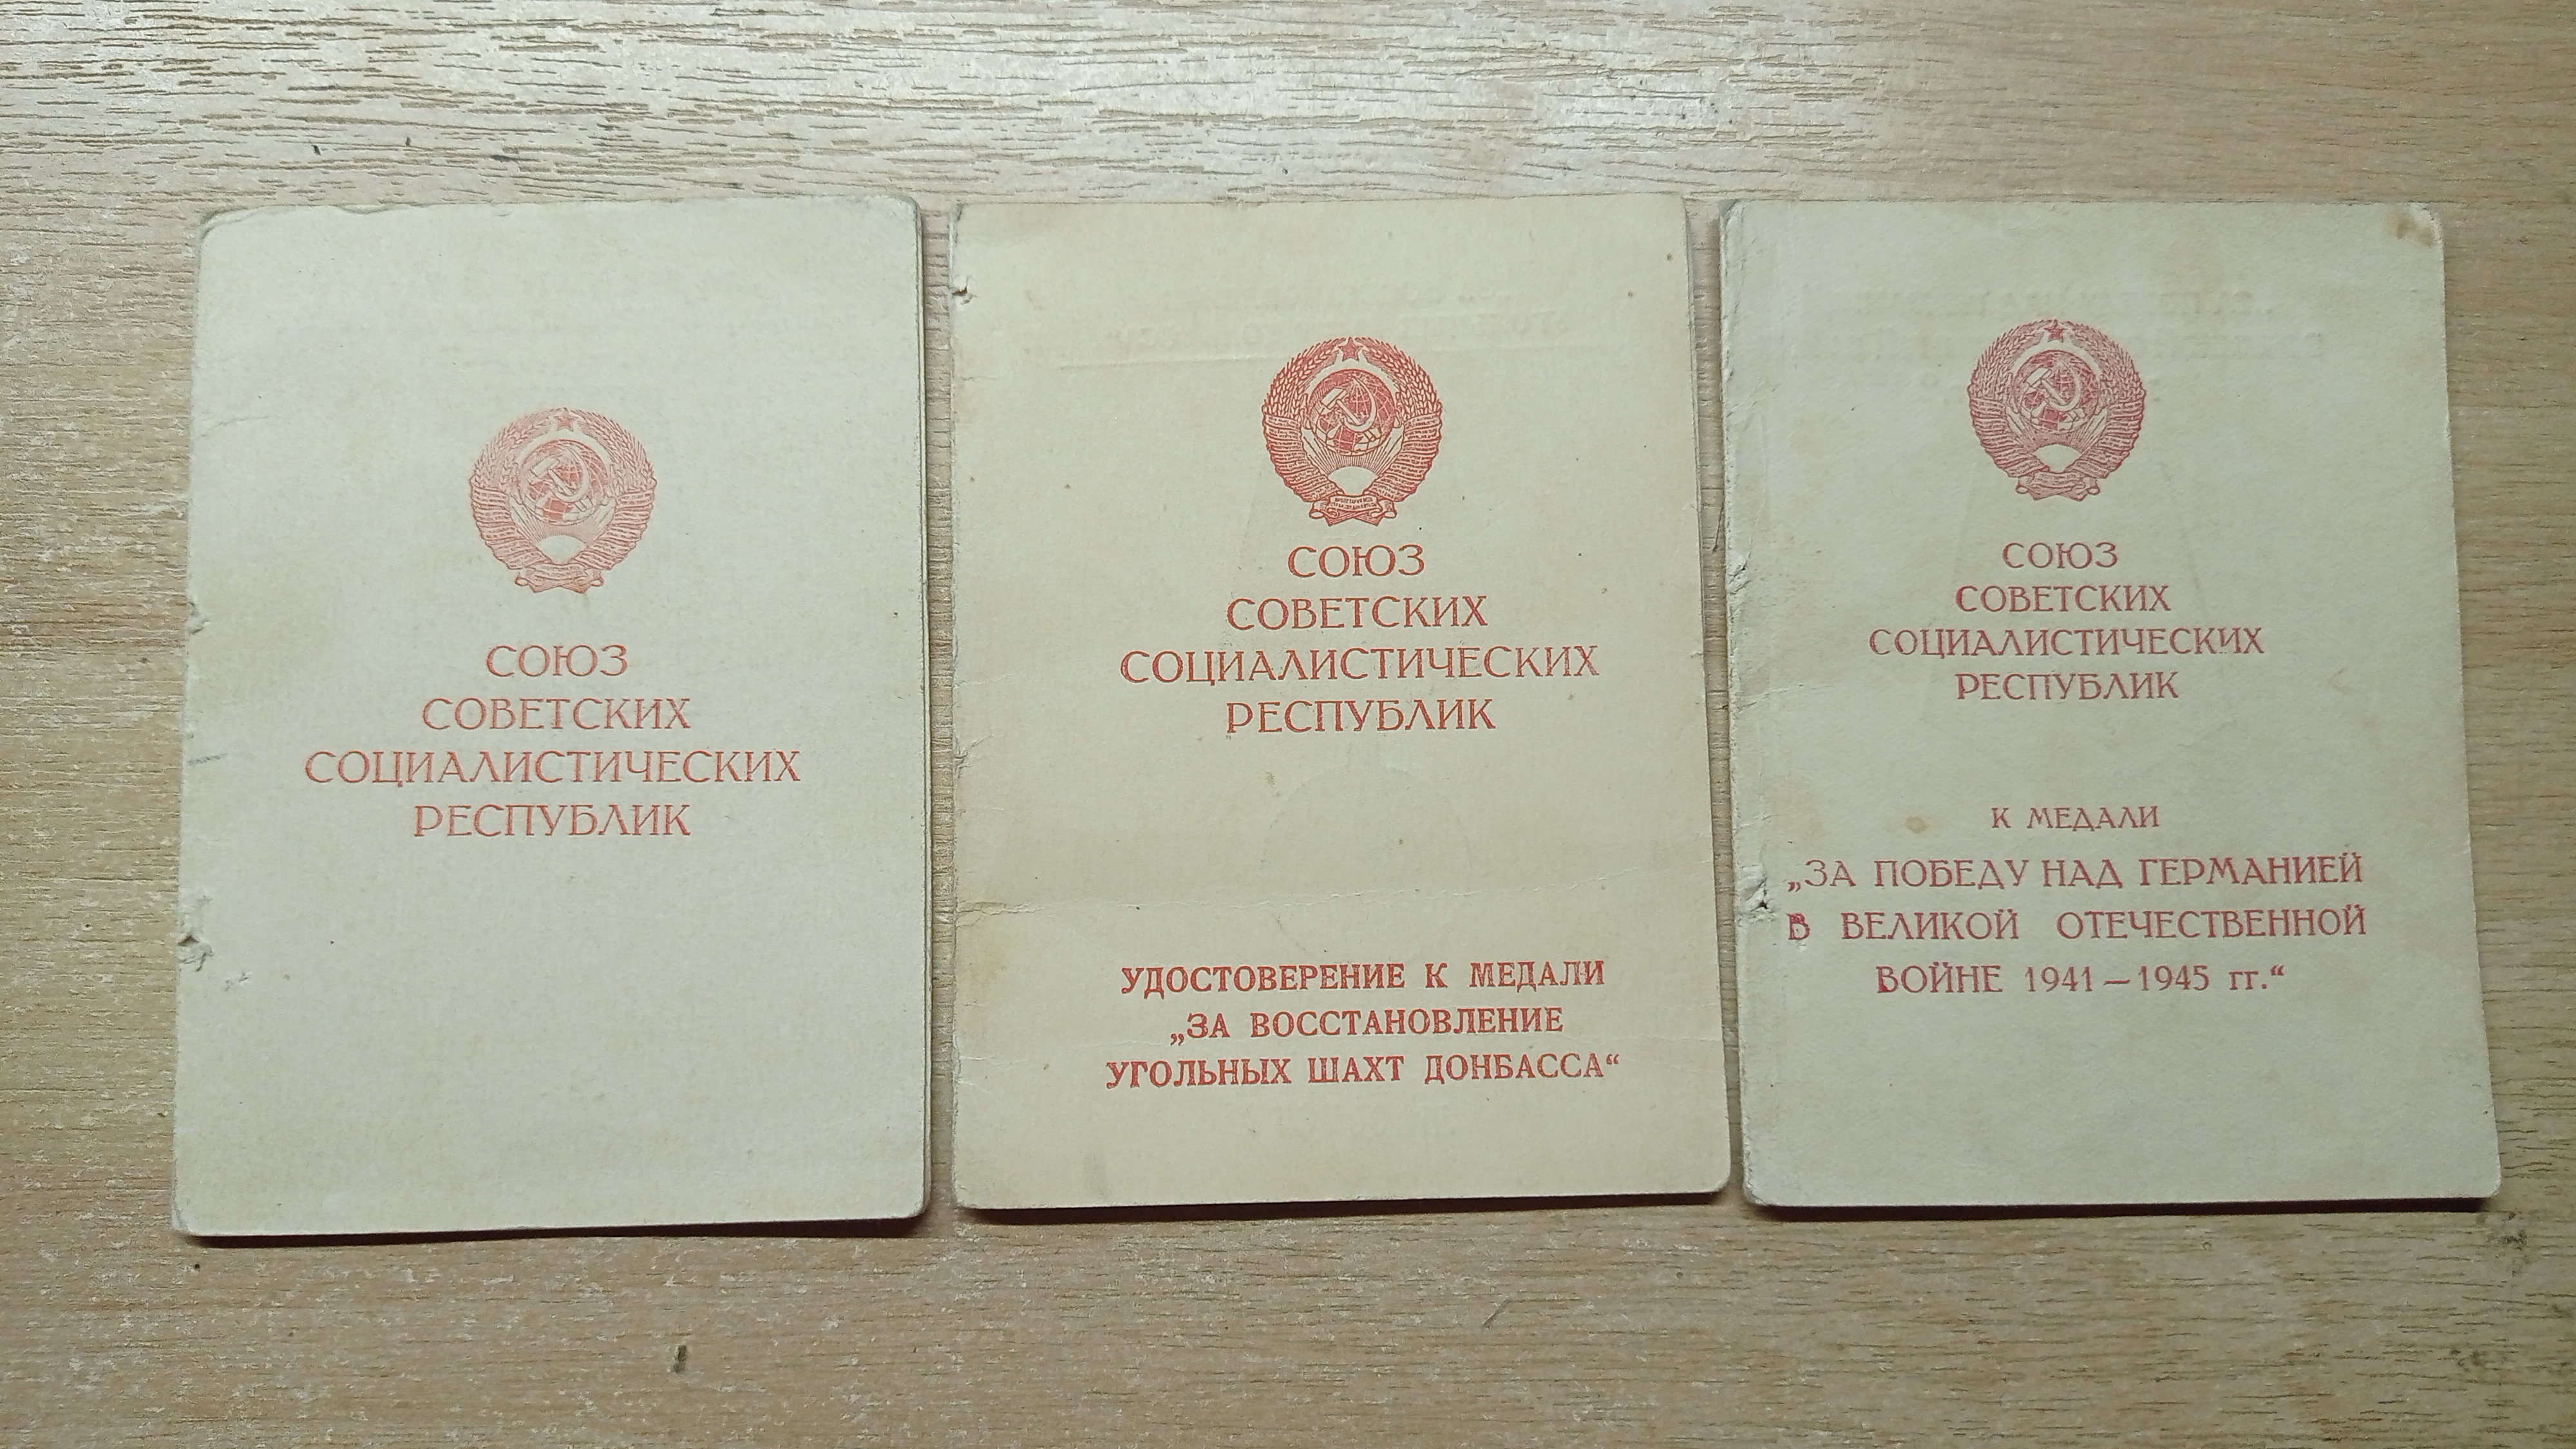 СОЮЗ
СОВЕТСКИХ
СОЦИАЛИСТИЧЕСКИХ
РЕСПУБЛИК
СОЮЗ
СОВЕТСКИХ
СОЦИАЛИСТИЧЕСКИХ
РЕСПУБЛИК
УДОСТОВЕРЕНИЕ К МЕДАЛИ
„ЗА ВОССТАНОВЛЕНИЕ
УГОЛЬНЫХ ШАХТ ДОНБАССА“
СОЮЗ
СОВЕТСКИХ
СОЦИАЛИСТИЧЕСКИХ
РЕСПУБЛИК
К МЕДАЛИ
„ЗА ПОБЕДУ НАД ГЕРМАНИЕЙ
В ВЕЛИКОЙ ОТЕЧЕСТВЕННОЙ
ВОЙНЕ 1941—1945 гг.“